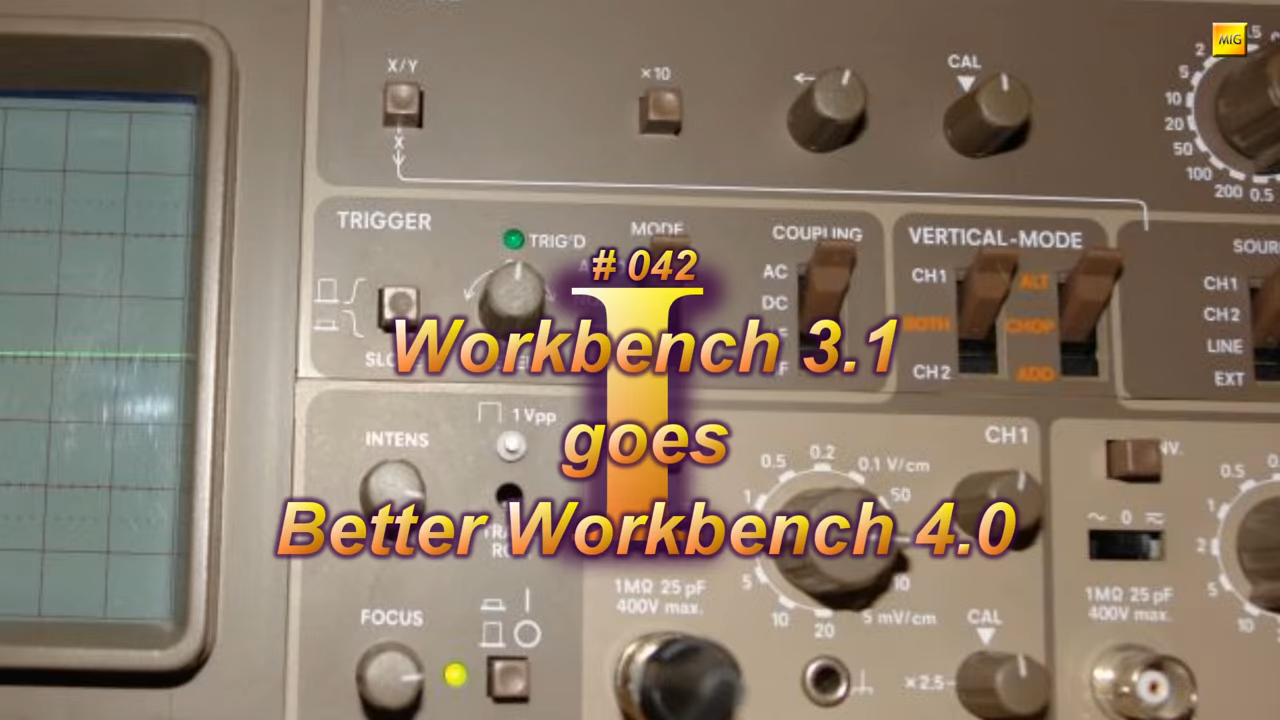 MIG
X/Y
×10
CAL
X
2
.5
5
10
20
50
100
200 0.5
TRIGGER
TRIG'D
MODE
COUPLING
AC
DC
VERTICAL-MODE
CH1
ALT
BOTH
CHOP
CH2
ADD
CH1
CH2
LINE
EXT
# 042
I
Workbench 3.1
goes
Better Workbench 4.0
INTENS
1Vpp
FOCUS
CH1
0.5
0.2
0.1 V/cm
1
50
5
10
10
20
5 mV/cm
1MΩ 25 pF
400V max.
CAL
×2.5
0
1MΩ 25 pF
400V max.
0.5
1
2
5
10